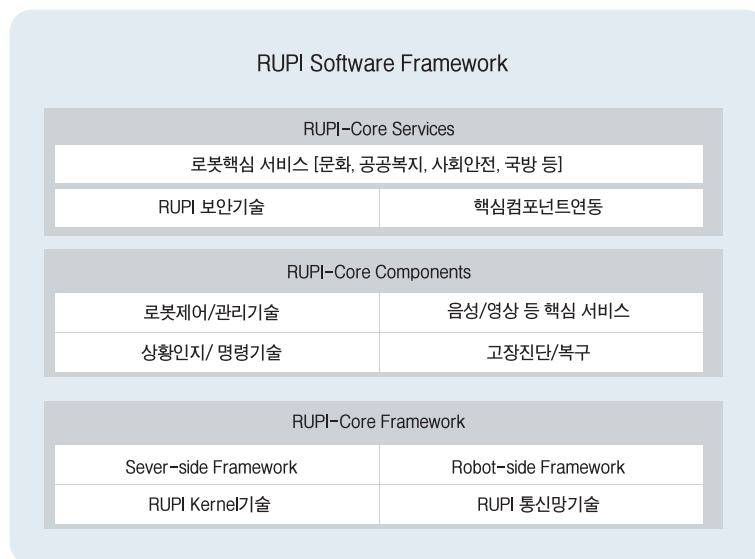 RUPI Software Framework
RUPI-Core Services
로봇핵심 서비스 [문화, 공공복지, 사회안전, 국방 등]
RUPI 보안기술 핵심컴포넌트연동
RUPI-Core Components
로봇제어/관리기술 음성/영상 등 핵심 서비스
상황인지/ 명령기술 고장진단/복구
RUPI-Core Framework
Sever-side Framework Robot-side Framework
RUPI Kernel기술 RUPI 통신망기술